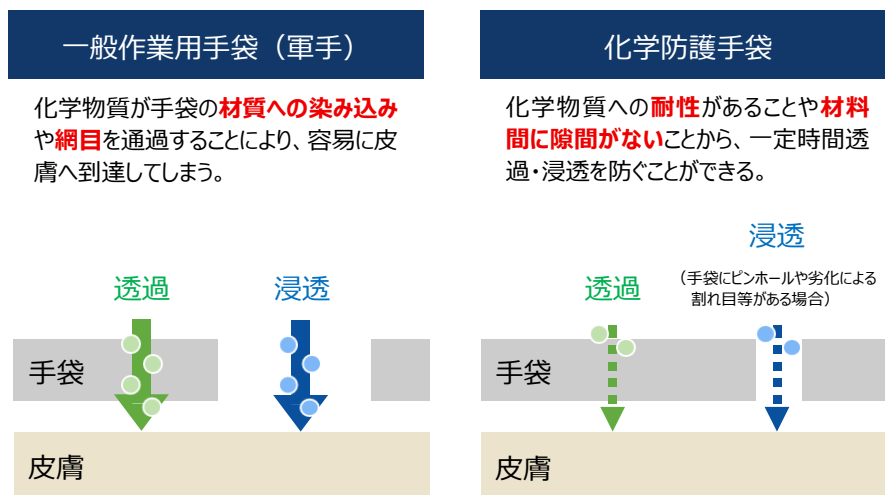 一般作業用手袋（軍手）
化学物質が手袋の材質への染み込み
や網目を通過することにより、容易に皮
膚へ到達してしまう。
透過
浸透
手袋
皮膚
化学防護手袋
化学物質への耐性があることや材料
間に隙間がないことから、一定時間透
過・浸透を防ぐことができる。
浸透
（手袋にピンホールや劣化による
割れ目等がある場合）
透過
手袋
皮膚